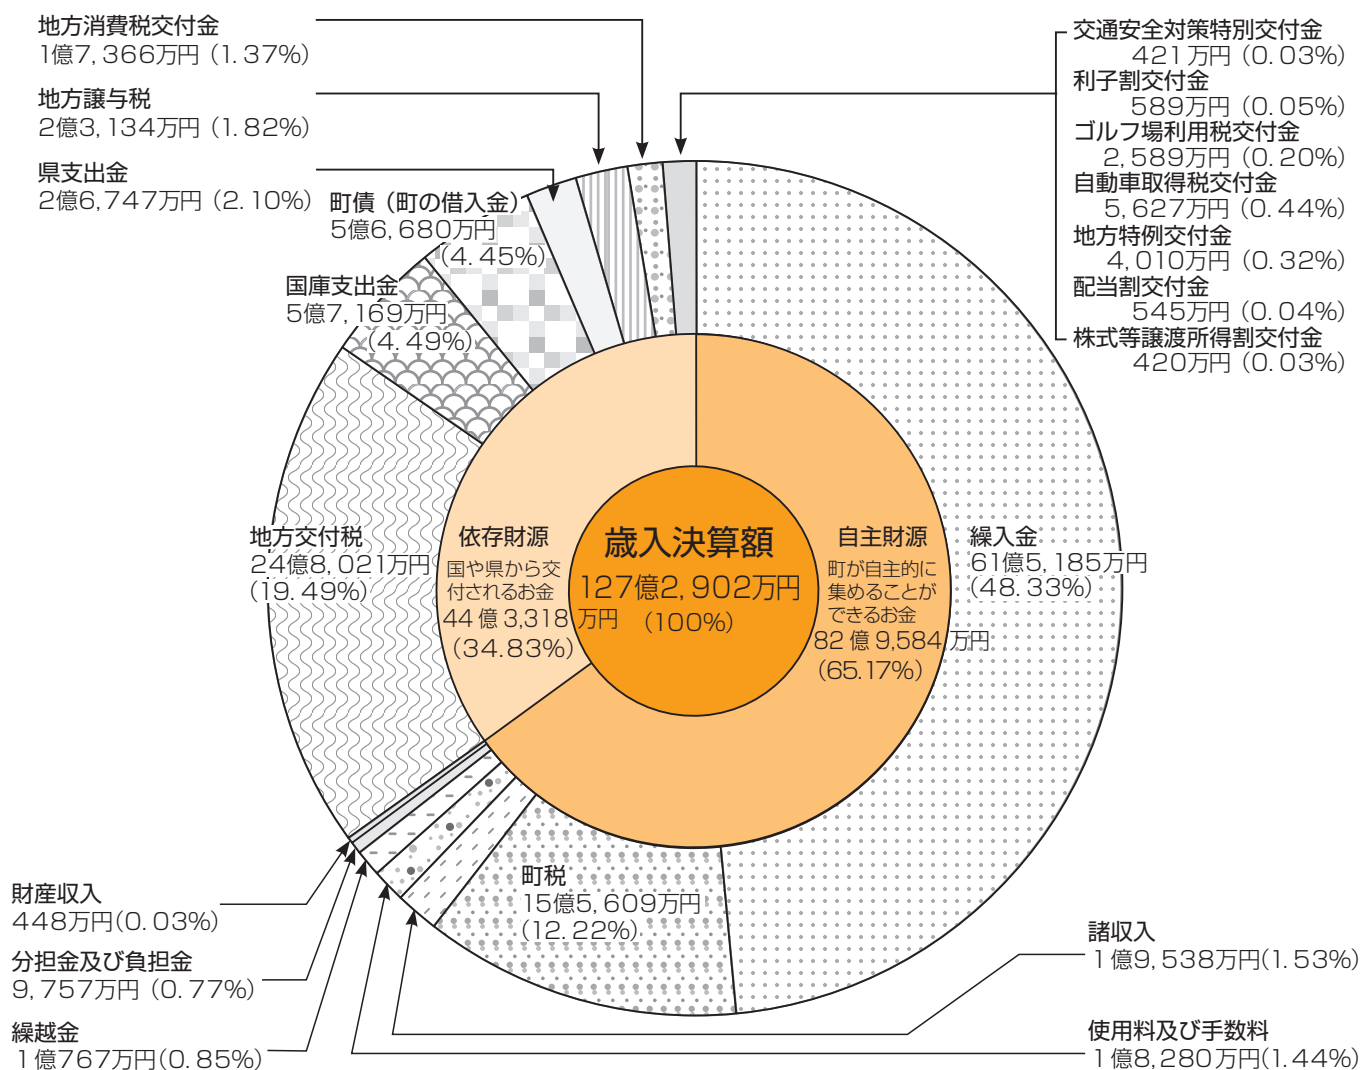 地方消費税交付金
1億7,366万円（1.37%）
地方譲与税
2億3,134万円（1.82%）
県支出金
2億6,747万円（2.10%）
町債（町の借入金）
5億6,680万円
（4.45%）
国庫支出金
5億7,169万円
（4.49%）
地方交付税
24億8,021万円
（19.49%）
依存財源
国や県から交
付されるお金
44億3,318万円
（34.83%）
歳入決算額
127億2,902万円
（100%）
自主財源
町が自主的に
集めることが
できるお金
82億9,584万円
（65.17%）
繰入金
61億5,185万円
（48.33%）
交通安全対策特別交付金
421万円（0.03%）
利子割交付金
589万円（0.05%）
ゴルフ場利用税交付金
2,589万円（0.20%）
自動車取得税交付金
5,627万円（0.44%）
地方特例交付金
4,010万円（0.32%）
配当割交付金
545万円（0.04%）
株式等譲渡所得割交付金
420万円（0.03%）
町税
15億5,609万円
（12.22%）
財産収入
448万円(0.03%)
分担金及び負担金
9,757万円（0.77%）
繰越金
1億767万円(0.85%)
諸収入
1億9,538万円(1.53%)
使用料及び手数料
1億8,280万円(1.44%)